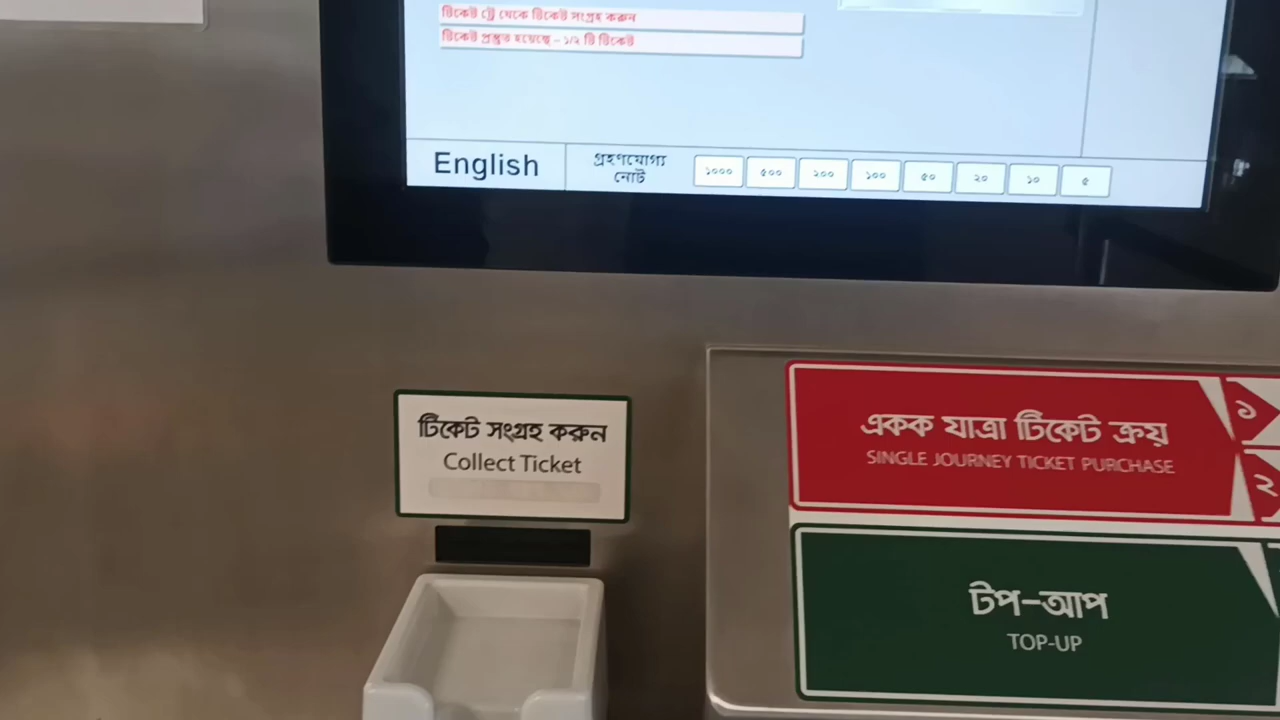 টিকেট ট্রে থেকে টিকেট সংগ্রহ করুন
টিকেট প্রস্তুত হয়েছে - ১/২ টি টিকেট
English
গ্রহণযোগ্য
নোট
১০০০ ৫০০ ২০০ ১০০ ৫০ ২০ ১০ ৫
টিকেট সংগ্রহ করুন
Collect Ticket
একক যাত্রা টিকেট ক্রয়
SINGLE JOURNEY TICKET PURCHASE
১
২
টপ-আপ
TOP-UP